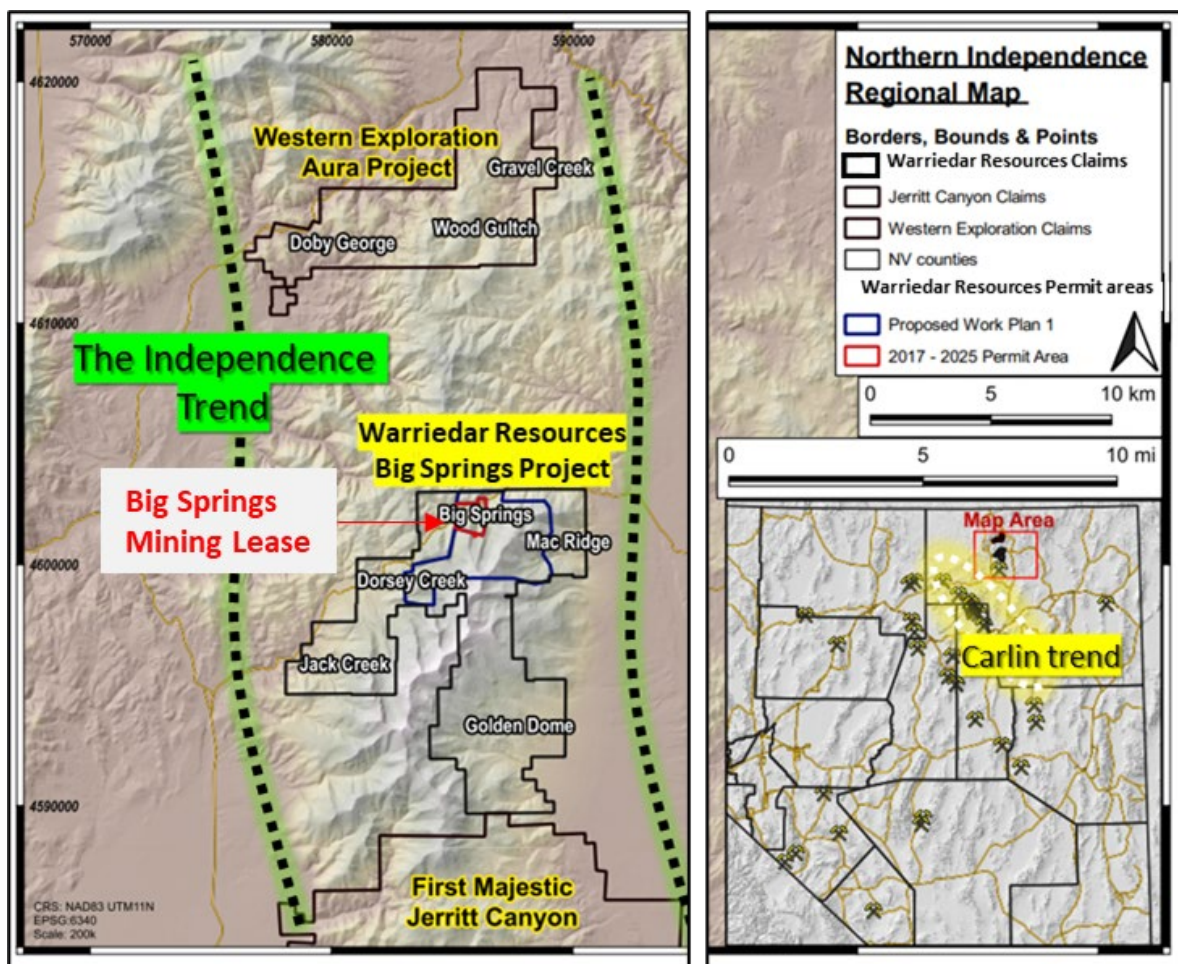 570000
580000
590000
4620000
Western Exploration
Aura Project
Gravel Creek
Wood Gultch
Doby George
4610000
The Independence
Trend
Warriedar Resources
Big Springs Project
Big Springs
Mining Lease
Big Springs
Mac Ridge
4600000
Dorsey Creek
Jack Creek
Golden Dome
4590000
First Majestic
Jerritt Canyon
CRS: NAD83 UTM11N
EPSG:6340
Scale: 200k
Northern Independence
Regional Map
Borders, Bounds & Points
Warriedar Resources Claims
Jerritt Canyon Claims
Western Exploration Claims
NV counties
Warriedar Resources Permit areas
Proposed Work Plan 1
2017 - 2025 Permit Area
0 5 10 km
0 5 10 mi
Map Area
Carlin trend